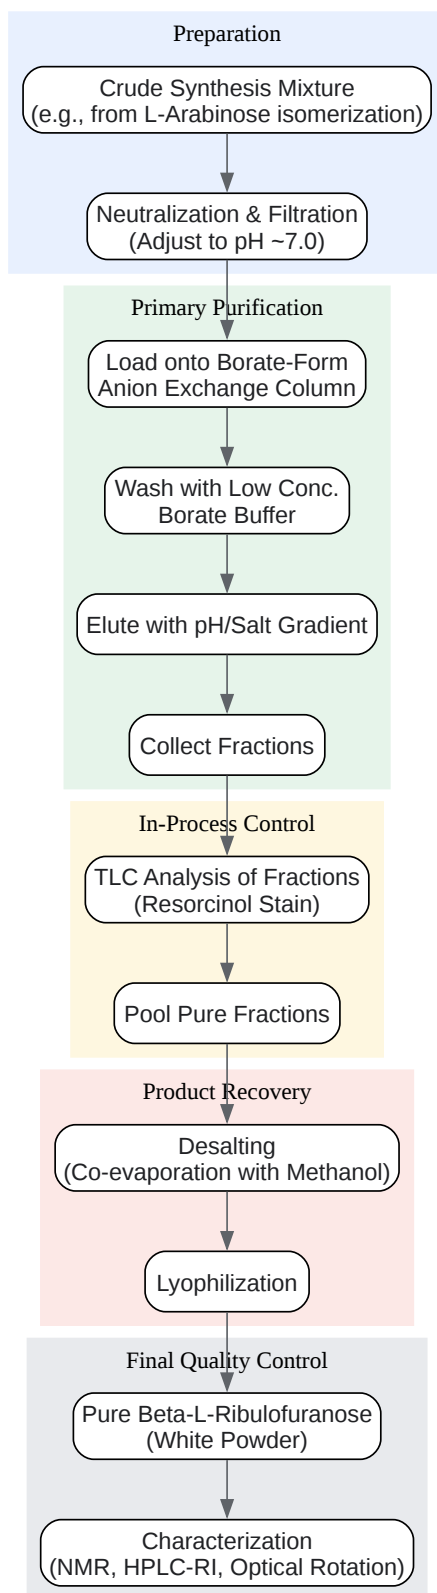 Preparation
Crude Synthesis Mixture
(e.g., from L-Arabinose isomerization)
Neutralization & Filtration
(Adjust to pH ~7.0)
Primary Purification
Load onto Borate-Form
Anion Exchange Column
Wash with Low Conc.
Borate Buffer
Elute with pH/Salt Gradient
Collect Fractions
In-Process Control
TLC Analysis of Fractions
(Resorcinol Stain)
Pool Pure Fractions
Product Recovery
Desalting
(Co-evaporation with Methanol)
Lyophilization
Final Quality Control
Pure Beta-L-Ribulofuranose
(White Powder)
Characterization
(NMR, HPLC-RI, Optical Rotation)